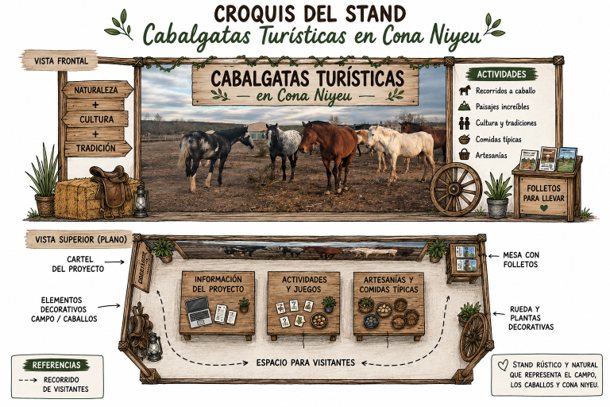 CROQUIS DEL STAND
Cabalgatas Turísticas en Cona Niyeu
VISTA FRONTAL
NATURALEZA
+
CULTURA
+
TRADICIÓN
CABALGATAS TURÍSTICAS
en Cona Niyeu
ACTIVIDADES
Recorridos a caballo
Paisajes increíbles
Cultura y tradiciones
Comidas típicas
Artesanías
FOLLETOS
PARA LLEVAR
VISTA SUPERIOR (PLANO)
CARTEL
DEL PROYECTO
ELEMENTOS
DECORATIVOS
CAMPO / CABALLOS
INFORMACIÓN
DEL PROYECTO
ACTIVIDADES
Y JUEGOS
ARTESANÍAS Y
COMIDAS TÍPICAS
ESPACIO PARA VISITANTES
MESA CON
FOLLETOS
RUEDA Y
PLANTAS
DECORATIVAS
REFERENCIAS
RECORRIDO
DE VISITANTES
STAND RÚSTICO Y NATURAL
QUE REPRESENTA EL CAMPO,
LOS CABALLOS Y CONA NIYEU.